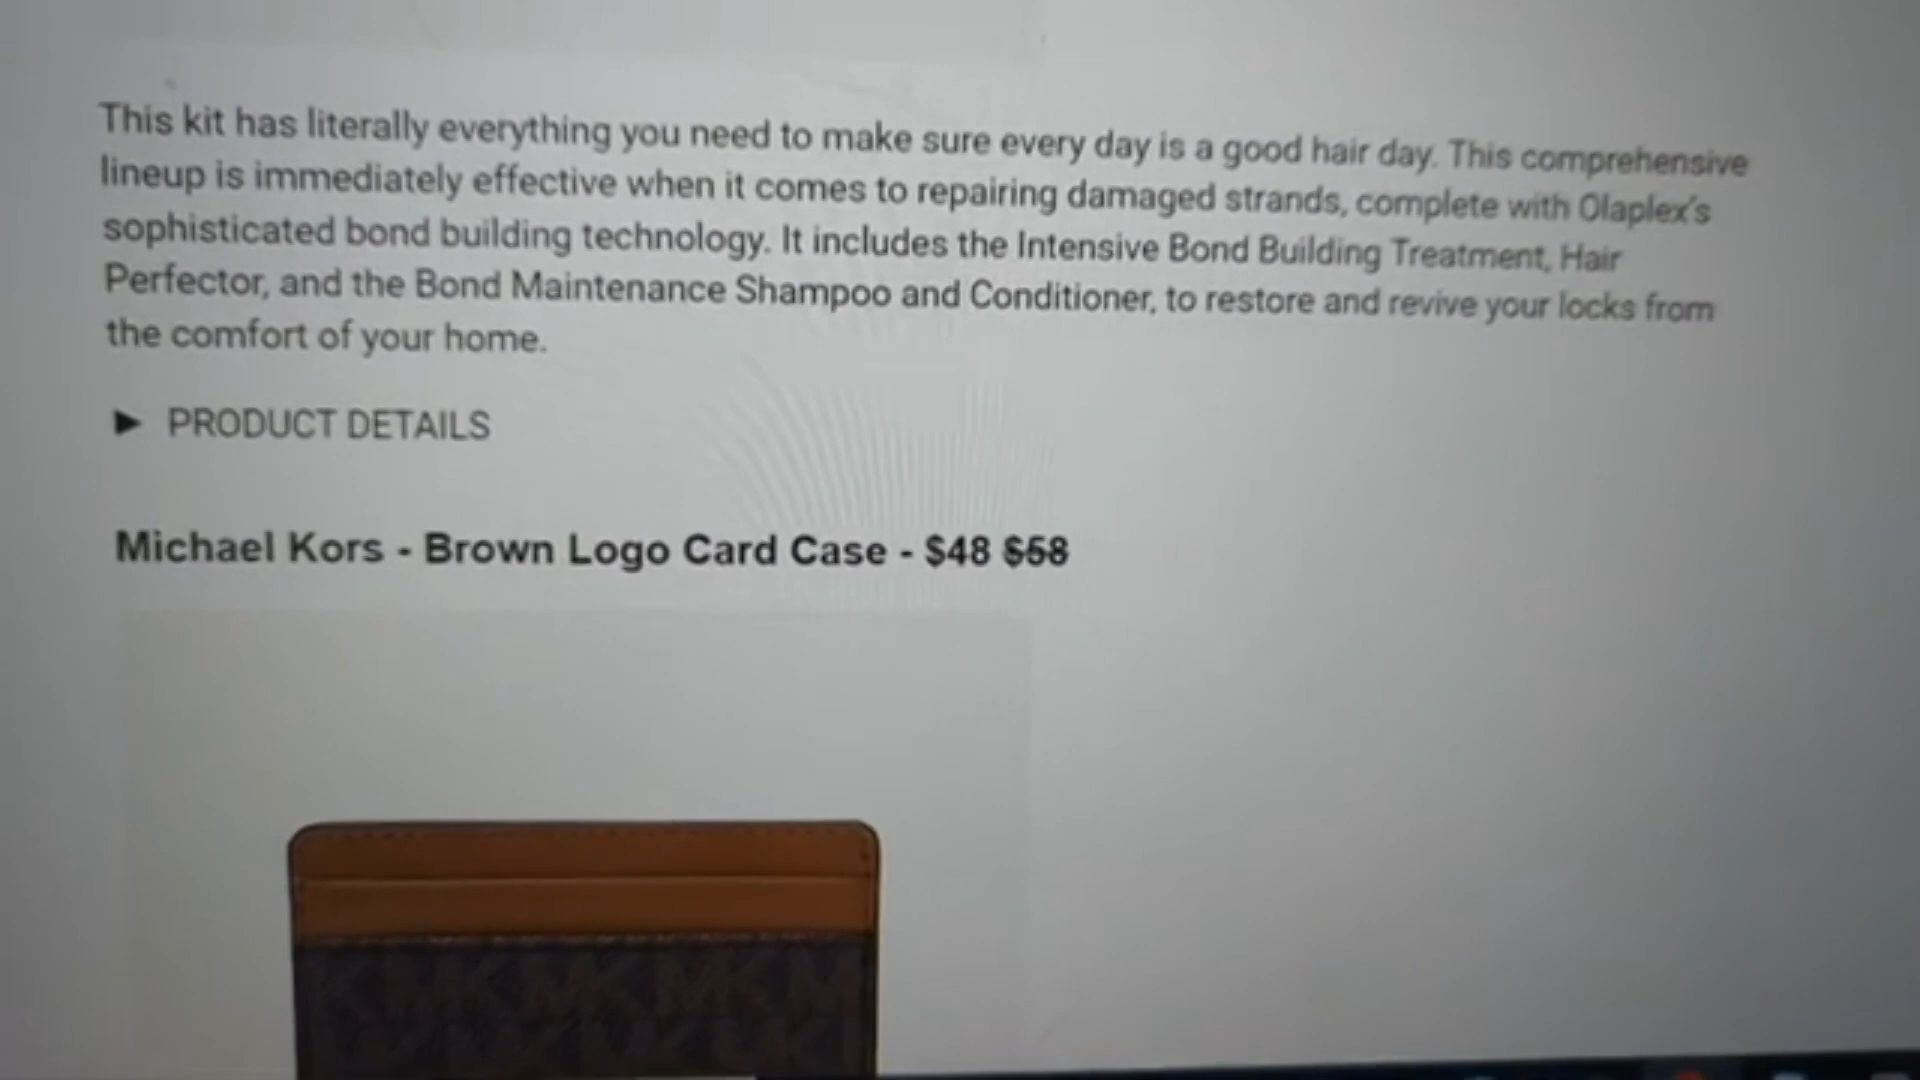 This kit has literally everything you need to make sure every day is a good hair day. This comprehensive
lineup is immediately effective when it comes to repairing damaged strands, complete with Olaplex's
sophisticated bond building technology. It includes the Intensive Bond Building Treatment, Hair
Perfector, and the Bond Maintenance Shampoo and Conditioner, to restore and revive your locks from
the comfort of your home.
► PRODUCT DETAILS
Michael Kors - Brown Logo Card Case - $48 $58